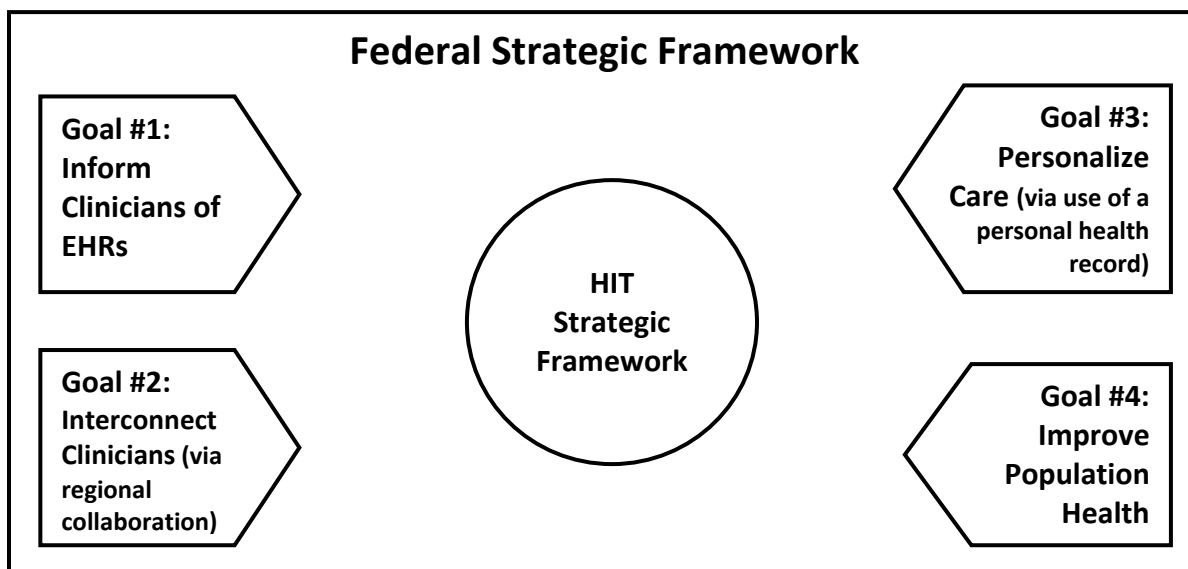 Federal Strategic Framework
Goal #1:
Inform
Clinicians of
EHRs
Goal #2:
Interconnect
Clinicians (via
regional
collaboration)
HIT
Strategic
Framework
Goal #3:
Personalize
Care (via use of a
personal health
record)
Goal #4:
Improve
Population
Health